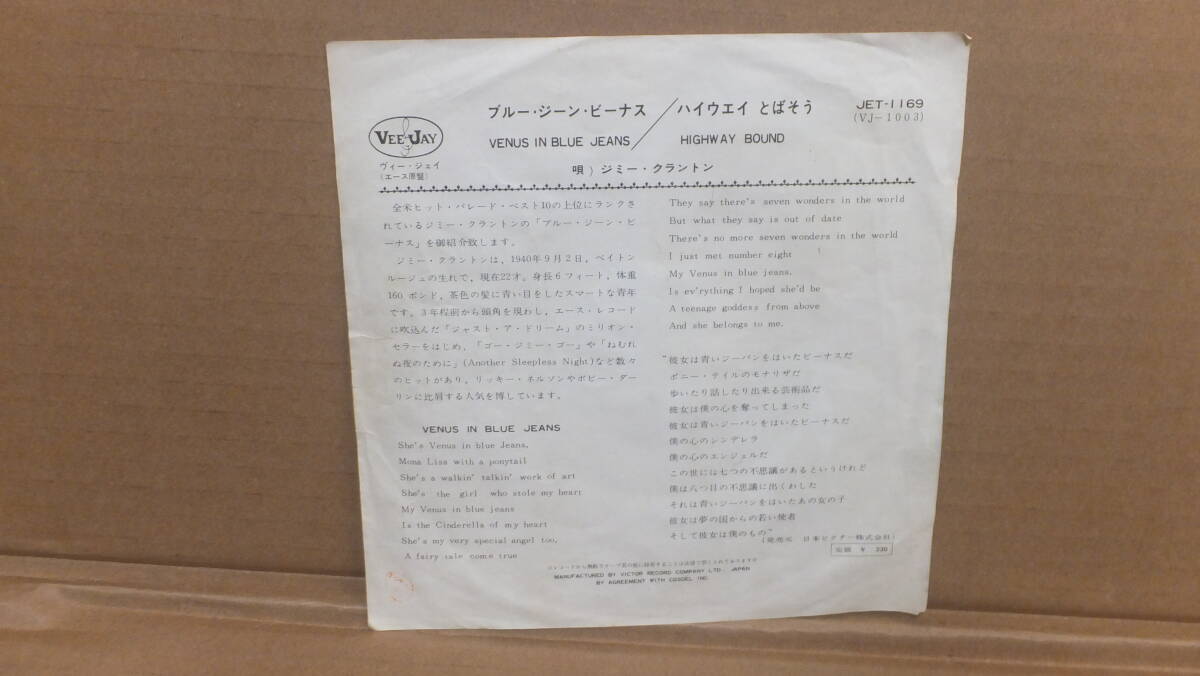 VEE JAY
ヴィー・ジェイ
(エース原盤)
ブルー・ジーン・ビーナス/ハイウエイ とばそう
VENUS IN BLUE JEANS HIGHWAY BOUND
JET-1169
(VJ-1003)
唄)ジミー・クラントン
全米ヒット・パレード・ベスト10の上位にランクさ
れているジミー・クラントンの「ブルー・ジーン・ビ
ーナス」を御紹介致します。
ジミー・クラントンは,1940年9月2日,ベイトン
ルージュの生れで,現在22才。身長6フィート,体重
160 ポンド,茶色の髪に青い目をしたスマートな青年
です。3年程前から頭角を現わし,エース・レコード
に吹込んだ「ジャスト・ア・ドリーム」のミリオン・
セラーをはじめ,「ゴー・ジミー・ゴー」や「ねむれ
ぬ夜のために」(Another Sleepless Night)など数々
のヒットがあり,リッキー・ネルソンやボビー・ダー
リンに比肩する人気を博しています。
VENUS IN BLUE JEANS
She's Venus in blue Jeans,
Mona Lisa with a ponytail
She's a walkin' talkin' work of art
She's the girl who stole my heart
My Venus in blue jeans
Is the Cinderella of my heart
She's my very special angel too,
A fairy tale come true
They say there's seven wonders in the world
But what they say is out of date
There's no more seven wonders in the world
I just met number eight
My Venus in blue jeans,
Is ev'rything I hoped she'd be
A teenage goddess from above
And she belongs to me.
"彼女は青いジーパンをはいたビーナスだ
ポニー・テイルのモナリザだ
歩いたり話したり出来る芸術品だ
彼女は僕の心を奪ってしまった
彼女は青いジーパンをはいたビーナスだ
僕の心のシンデレラ
僕の心のエンジェルだ
この世には七つの不思議があるというけれど
僕は八つ目の不思議に出くわした
それは青いジーパンをはいたあの女の子
彼女は夢の国からの若い使者
そして彼女は僕のもの"
(発売元 日本ビクター株式会社)
定価 ¥ 330
MANUFACTURED BY VICTOR RECORD COMPANY LTD., JAPAN
BY AGREEMENT WITH COSDEL INC.